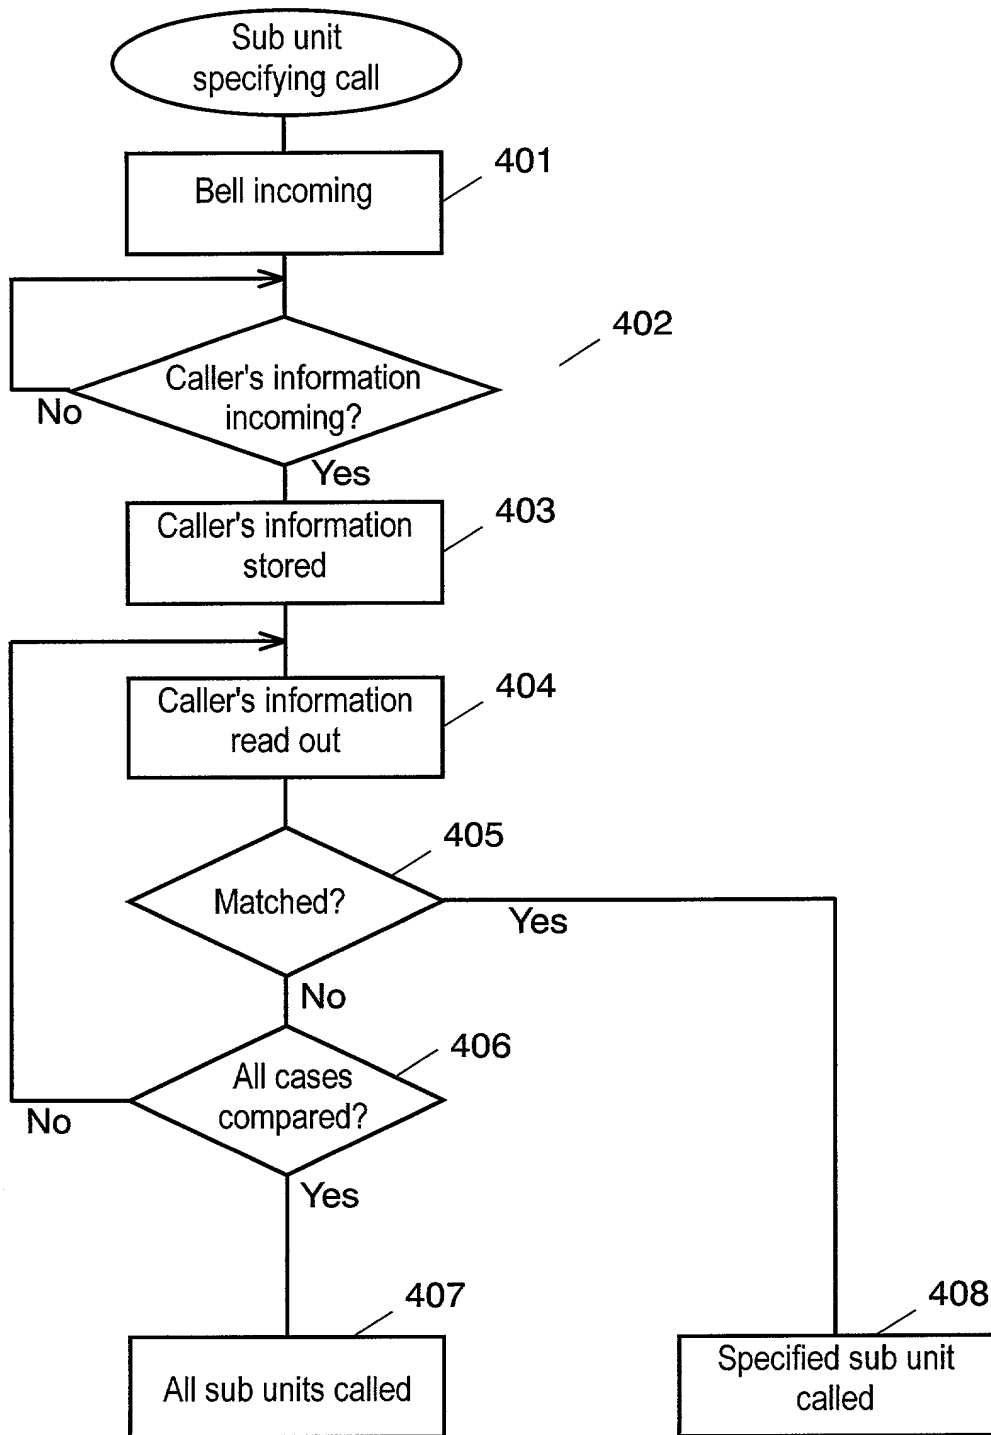 Sub unit
specifying call
401
Bell incoming
402
Caller's information
incoming?
No
Yes
403
Caller's information
stored
404
Caller's information
read out
405
Matched?
Yes
No
406
All cases
compared?
No
Yes
407
408
All sub units called
Specified sub unit
called